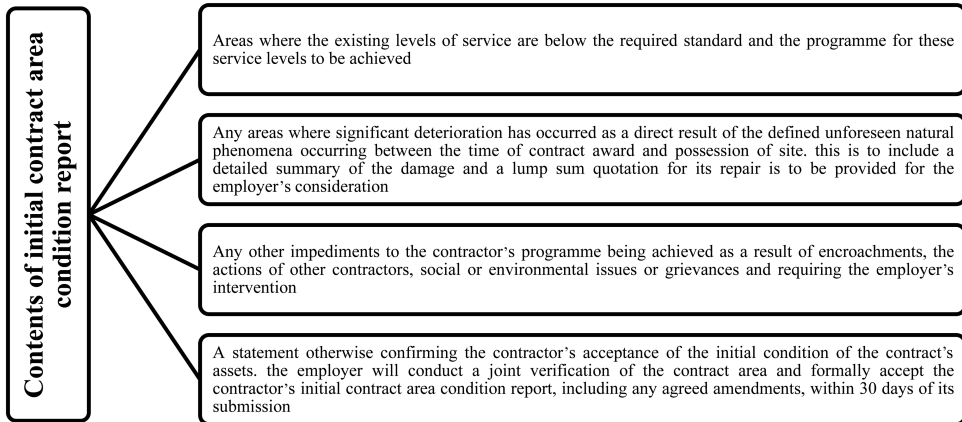 Contents of initial contract area
condition report
Areas where the existing levels of service are below the required standard and the programme for these
service levels to be achieved
Any areas where significant deterioration has occurred as a direct result of the defined unforeseen natural
phenomena occurring between the time of contract award and possession of site. this is to include a
detailed summary of the damage and a lump sum quotation for its repair is to be provided for the
employer's consideration
Any other impediments to the contractor's programme being achieved as a result of encroachments, the
actions of other contractors, social or environmental issues or grievances and requiring the employer's
intervention
A statement otherwise confirming the contractor's acceptance of the initial condition of the contract's
assets. the employer will conduct a joint verification of the contract area and formally accept the
contractor's initial contract area condition report, including any agreed amendments, within 30 days of its
submission